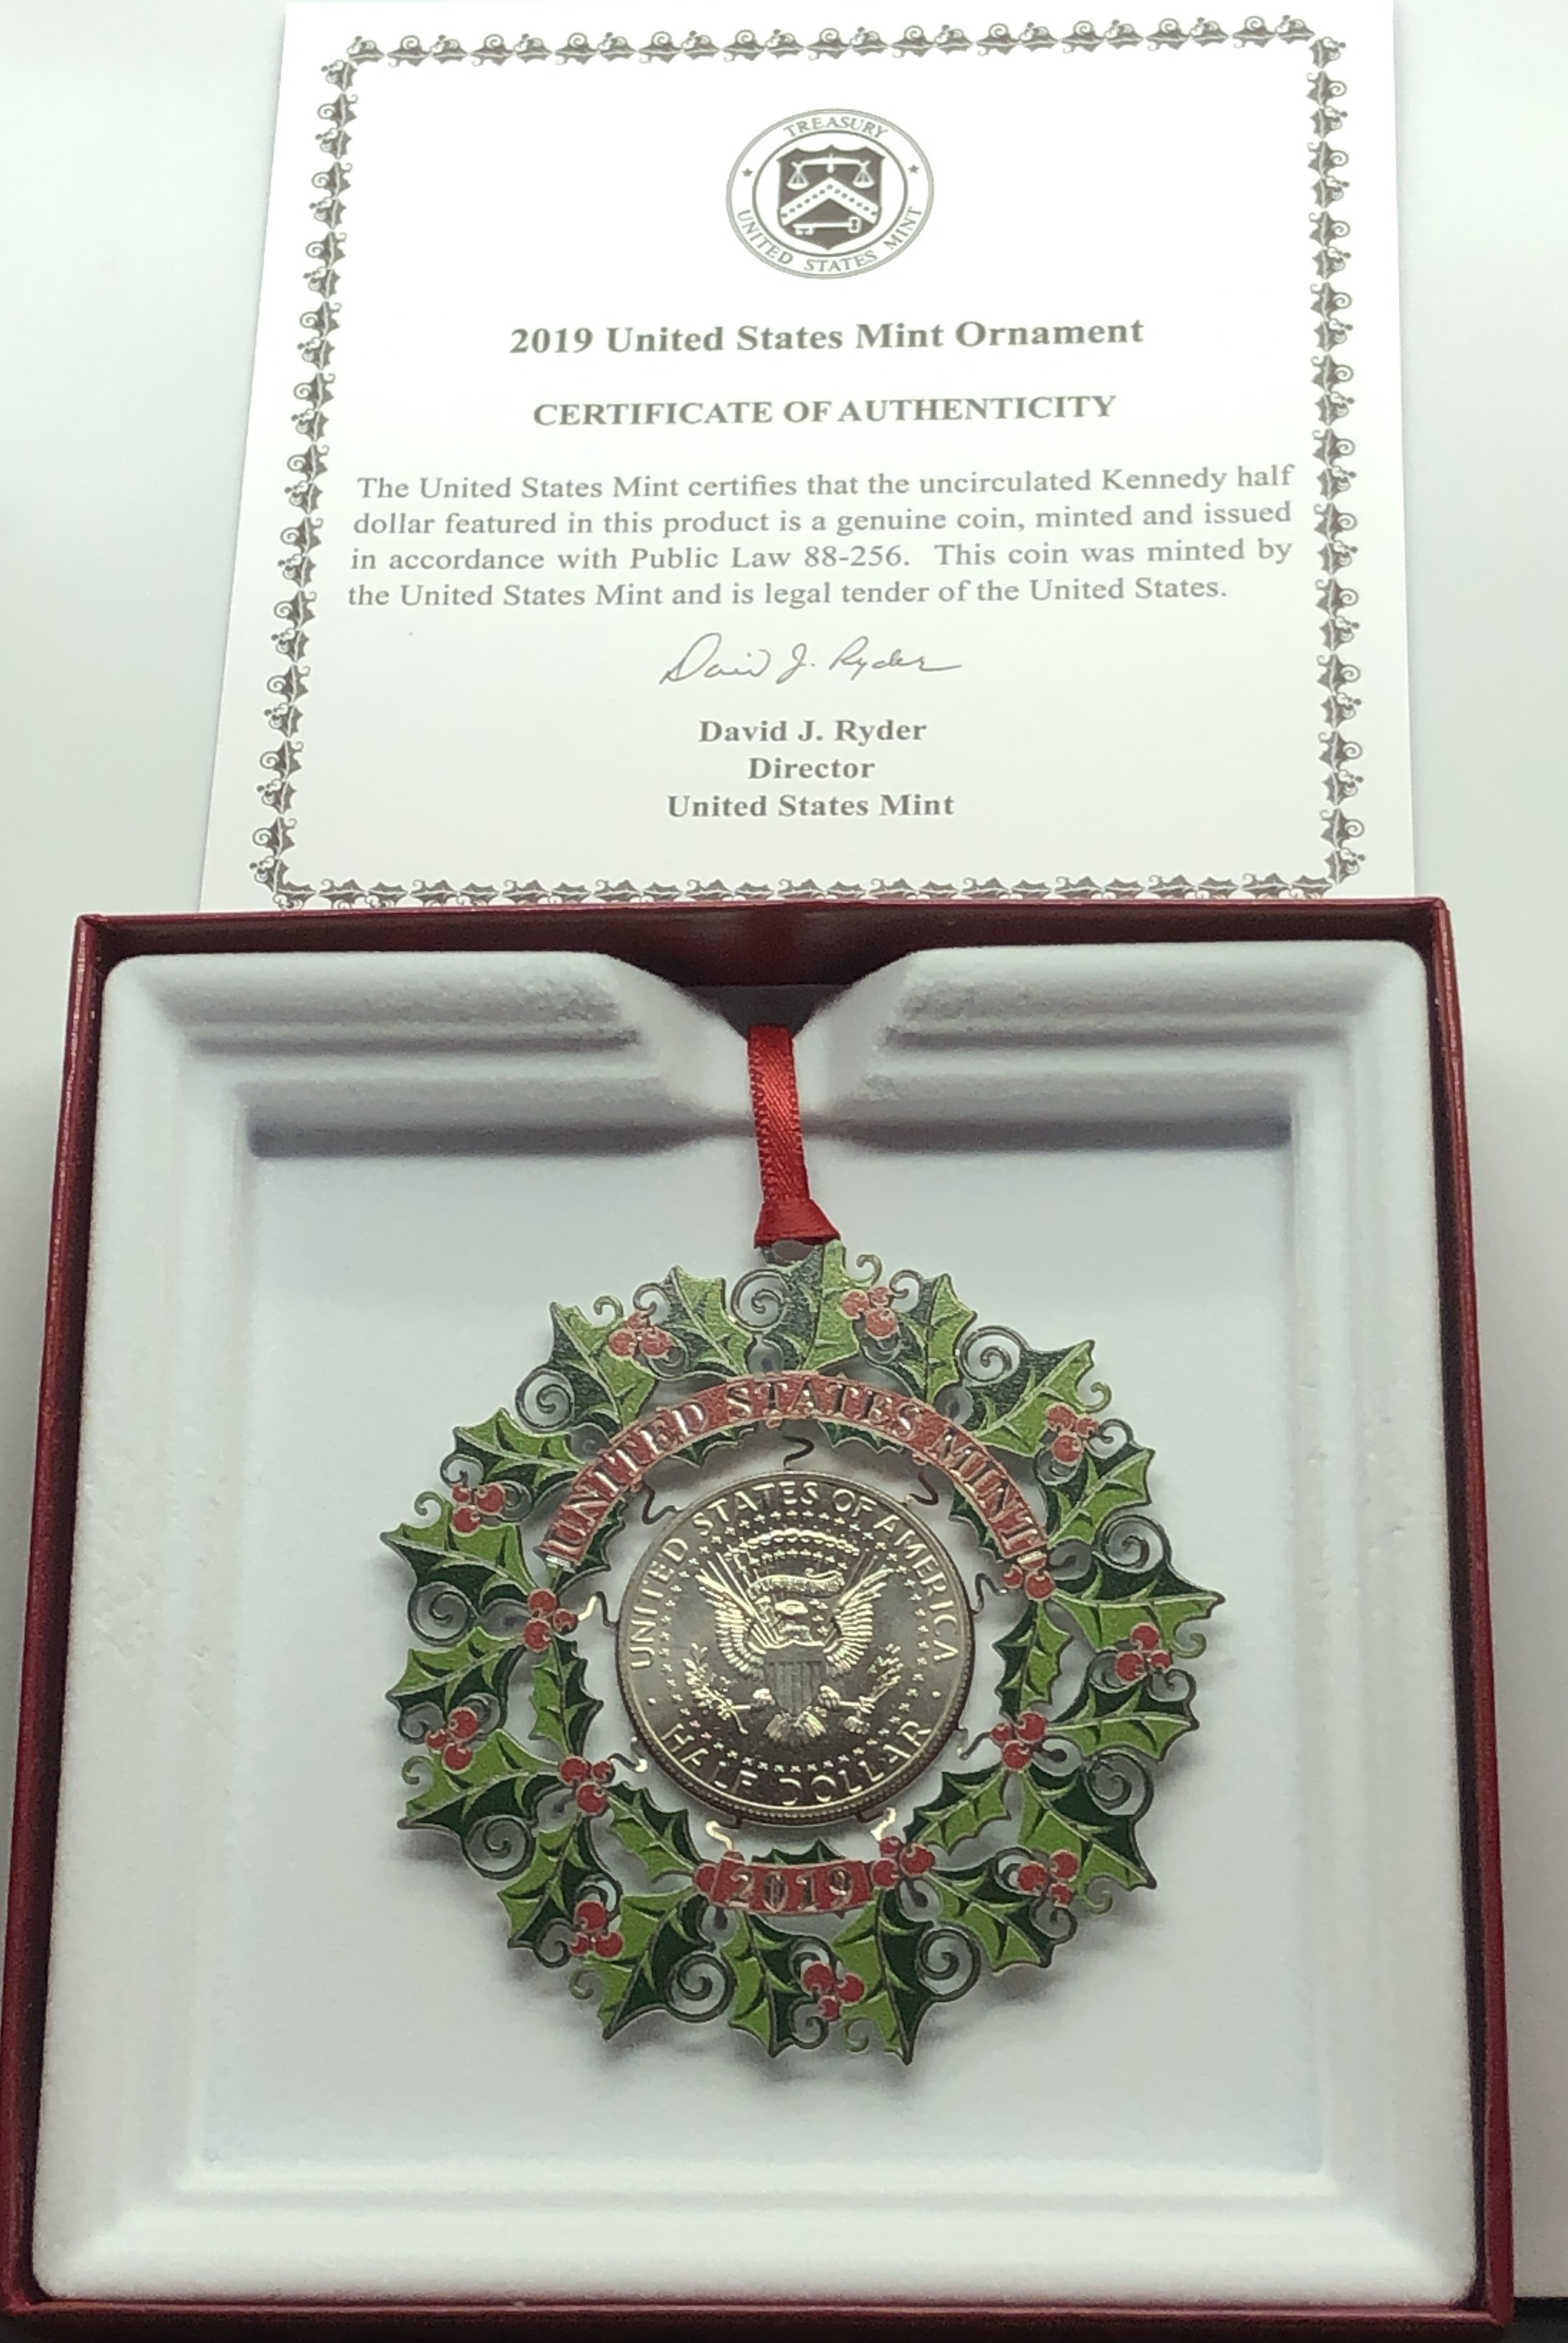 TREASURY
UNITED STATES MINT
2019 United States Mint Ornament
CERTIFICATE OF AUTHENTICITY
The United States Mint certifies that the uncirculated Kennedy half
dollar featured in this product is a genuine coin, minted and issued
in accordance with Public Law 88-256. This coin was minted by
the United States Mint and is legal tender of the United States.
David J. Ryder
David J. Ryder
Director
United States Mint
UNITED STATES MINT
UNITED STATES OF AMERICA
HALF DOLLAR
2019